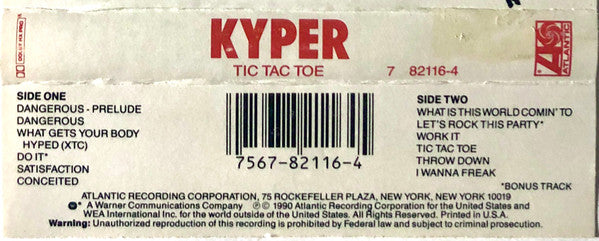 DOLBY HX PRO
KYPER
TIC TAC TOE
7 82116-4
ATLANTIC
SIDE ONE
DANGEROUS - PRELUDE
DANGEROUS
WHAT GETS YOUR BODY
HYPED (XTC)
DO IT*
SATISFACTION
CONCEITED
7567-82116-4
SIDE TWO
WHAT IS THIS WORLD COMIN' TO
LET'S ROCK THIS PARTY*
WORK IT
TIC TAC TOE
THROW DOWN
I WANNA FREAK
*BONUS TRACK
ATLANTIC RECORDING CORPORATION, 75 ROCKEFELLER PLAZA, NEW YORK, NEW YORK 10019
A Warner Communications Company ℗ © 1990 Atlantic Recording Corporation for the United States and
WEA International Inc. for the world outside of the United States. All Rights Reserved. Printed in U.S.A.
Warning: Unauthorized reproduction of this recording is prohibited by Federal law and subject to criminal prosecution.